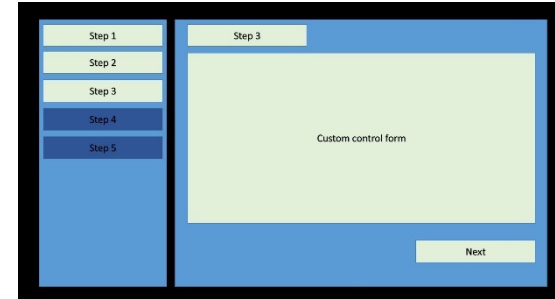 Step 1
Step 2
Step 3
Step 4
Step 5
Step 3
Custom control form
Next